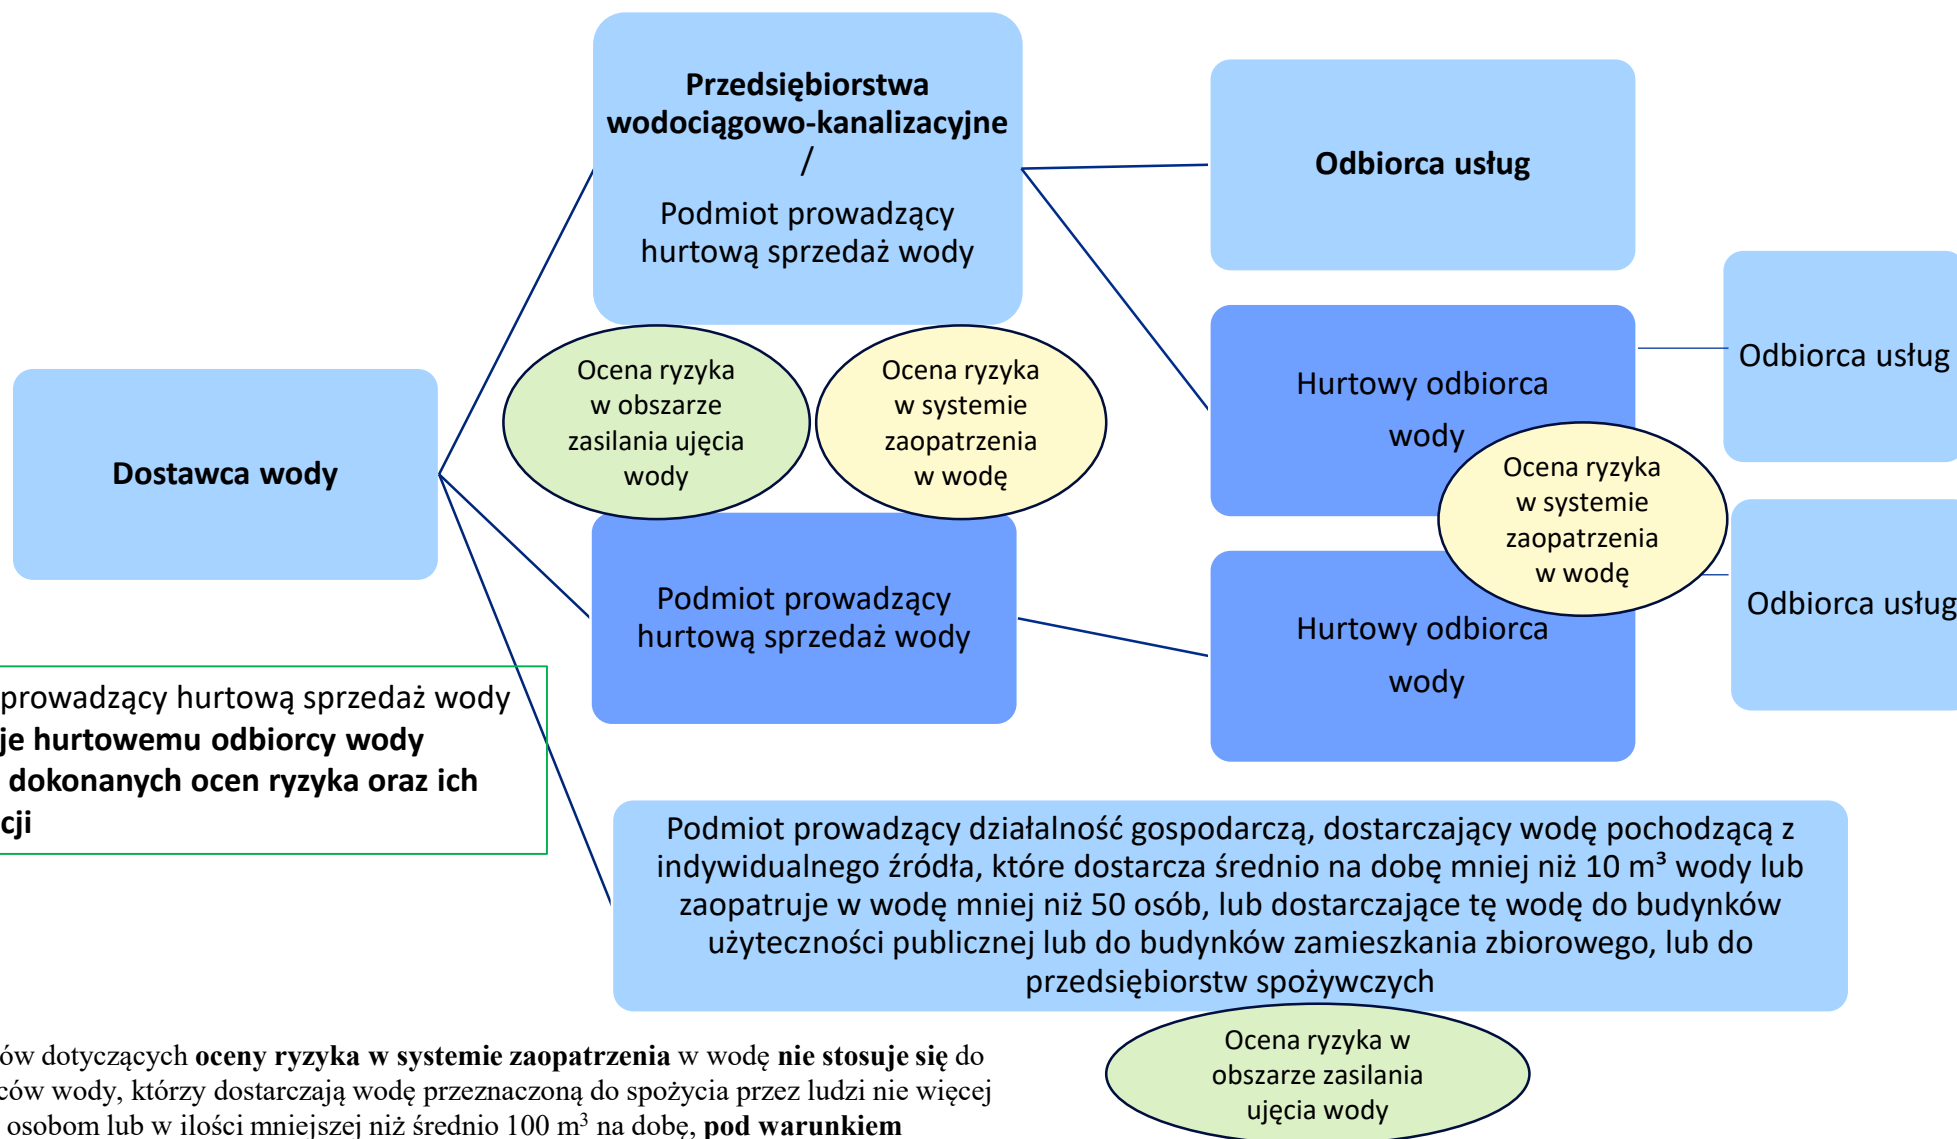 Przedsiębiorstwa
wodociągowo-kanalizacyjne
/
Podmiot prowadzący
hurtową sprzedaż wody
Odbiorca usług
Ocena ryzyka
w obszarze
zasilania ujęcia
wody
Ocena ryzyka
w systemie
zaopatrzenia
w wodę
Hurtowy odbiorca
wody
Odbiorca usług
Dostawca wody
Ocena ryzyka
w systemie
zaopatrzenia
w wodę
Podmiot prowadzący
hurtową sprzedaż wody
Hurtowy odbiorca
wody
Odbiorca usług
prowadzący hurtową sprzedaż wody
je hurtowemu odbiorcy wody
dokonanych ocen ryzyka oraz ich
cji
Podmiot prowadzący działalność gospodarczą, dostarczający wodę pochodzącą z
indywidualnego źródła, które dostarcza średnio na dobę mniej niż 10 m³ wody lub
zaopatruje w wodę mniej niż 50 osób, lub dostarczające tę wodę do budynków
użyteczności publicznej lub do budynków zamieszkania zbiorowego, lub do
przedsiębiorstw spożywczych
Ocena ryzyka w
obszarze zasilania
ujęcia wody
ów dotyczących oceny ryzyka w systemie zaopatrzenia w wodę nie stosuje się do
ców wody, którzy dostarczają wodę przeznaczoną do spożycia przez ludzi nie więcej
osobom lub w ilości mniejszej niż średnio 100 m³ na dobę, pod warunkiem